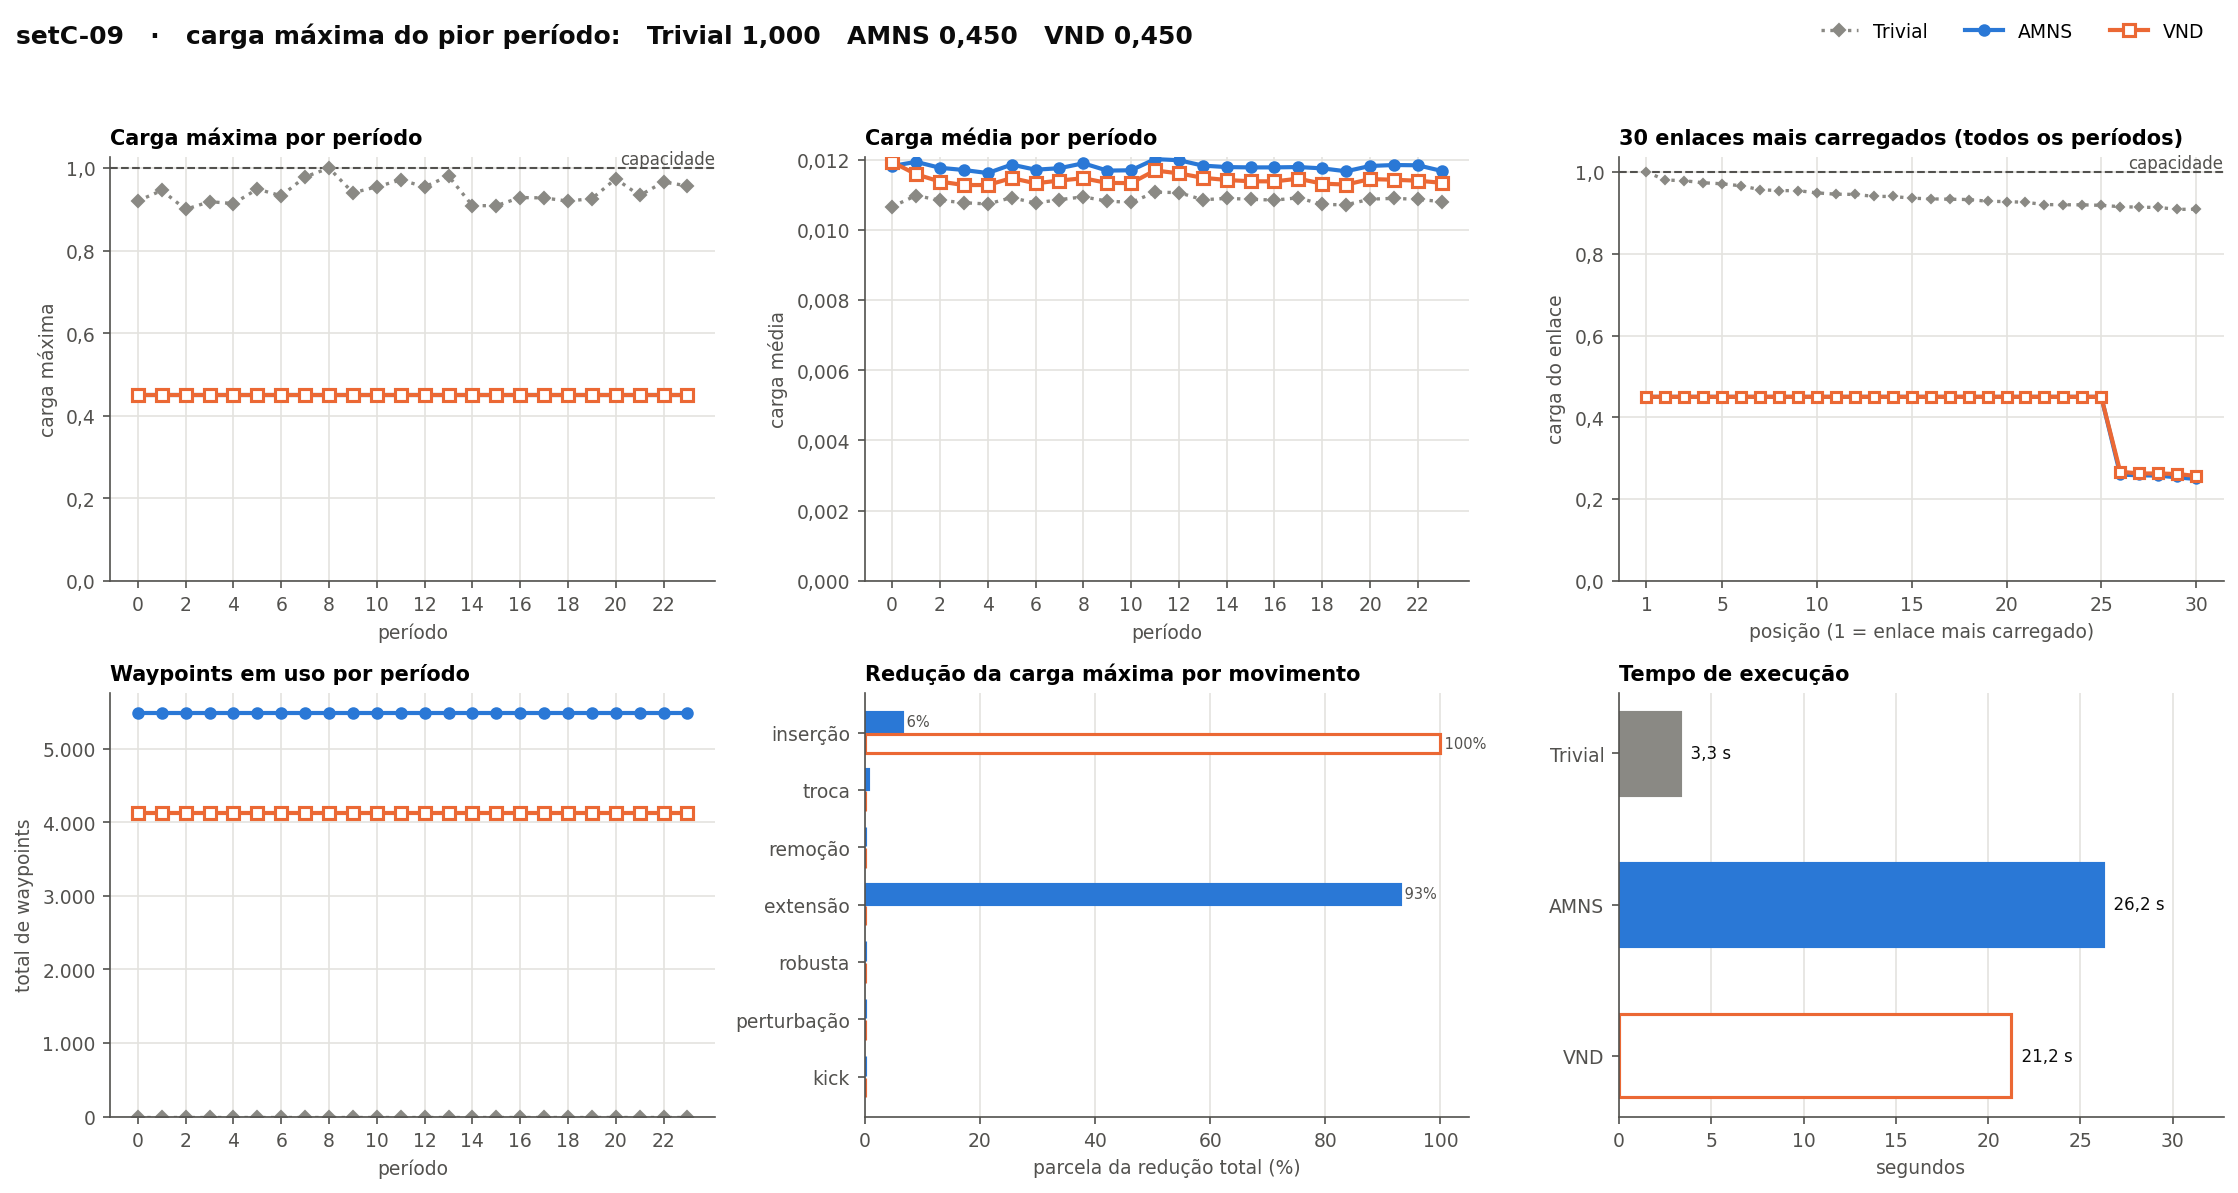 setC-09 · carga máxima do pior período: Trivial 1,000 AMNS 0,450 VND 0,450
Trivial
AMNS
VND
Carga máxima por período
capacidade
1,0
0,8
0,6
0,4
0,2
0,0
carga máxima
0 2 4 6 8 10 12 14 16 18 20 22
período
Carga média por período
0,012
0,010
0,008
0,006
0,004
0,002
0,000
carga média
0 2 4 6 8 10 12 14 16 18 20 22
período
30 enlaces mais carregados (todos os períodos)
capacidade
1,0
0,8
0,6
0,4
0,2
0,0
carga do enlace
1 5 10 15 20 25 30
posição (1 = enlace mais carregado)
Waypoints em uso por período
5.000
4.000
3.000
2.000
1.000
0
total de waypoints
0 2 4 6 8 10 12 14 16 18 20 22
período
Redução da carga máxima por movimento
inserção
6%
100%
troca
remoção
extensão
93%
robusta
perturbação
kick
0 20 40 60 80 100
parcela da redução total (%)
Tempo de execução
Trivial
3,3 s
AMNS
26,2 s
VND
21,2 s
0 5 10 15 20 25 30
segundos